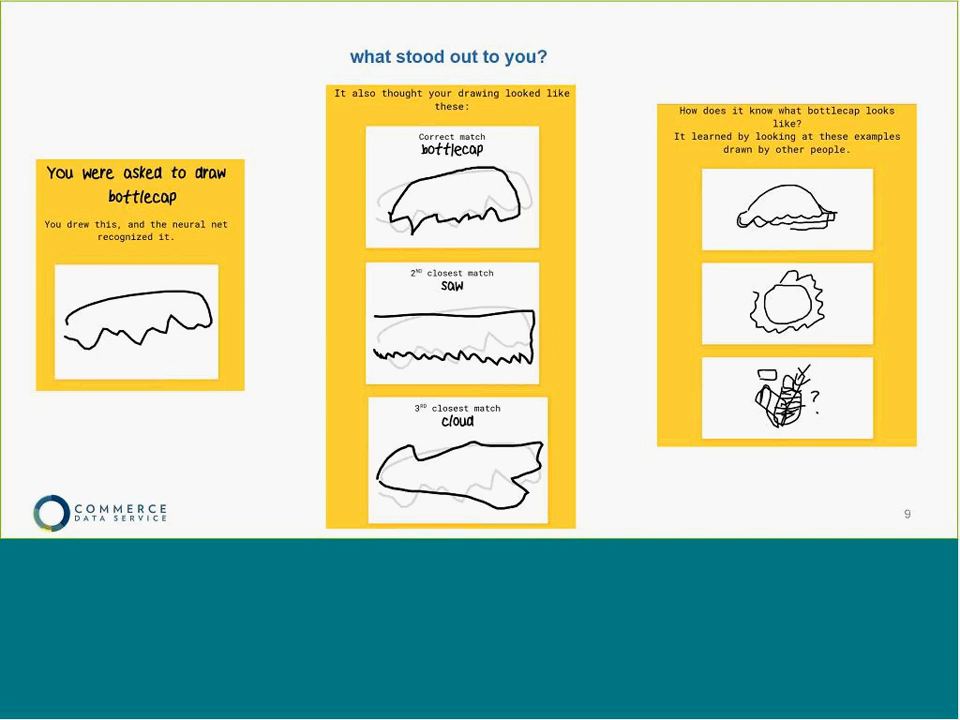 what stood out to you?
You were asked to draw
bottlecap
You drew this, and the neural net
recognized it.
It also thought your drawing looked like
these:
Correct match
bottlecap
2ND closest match
saw
3RD closest match
cloud
How does it know what bottlecap looks
like?
It learned by looking at these examples
drawn by other people.
?
COMMERCE
DATA SERVICE
9